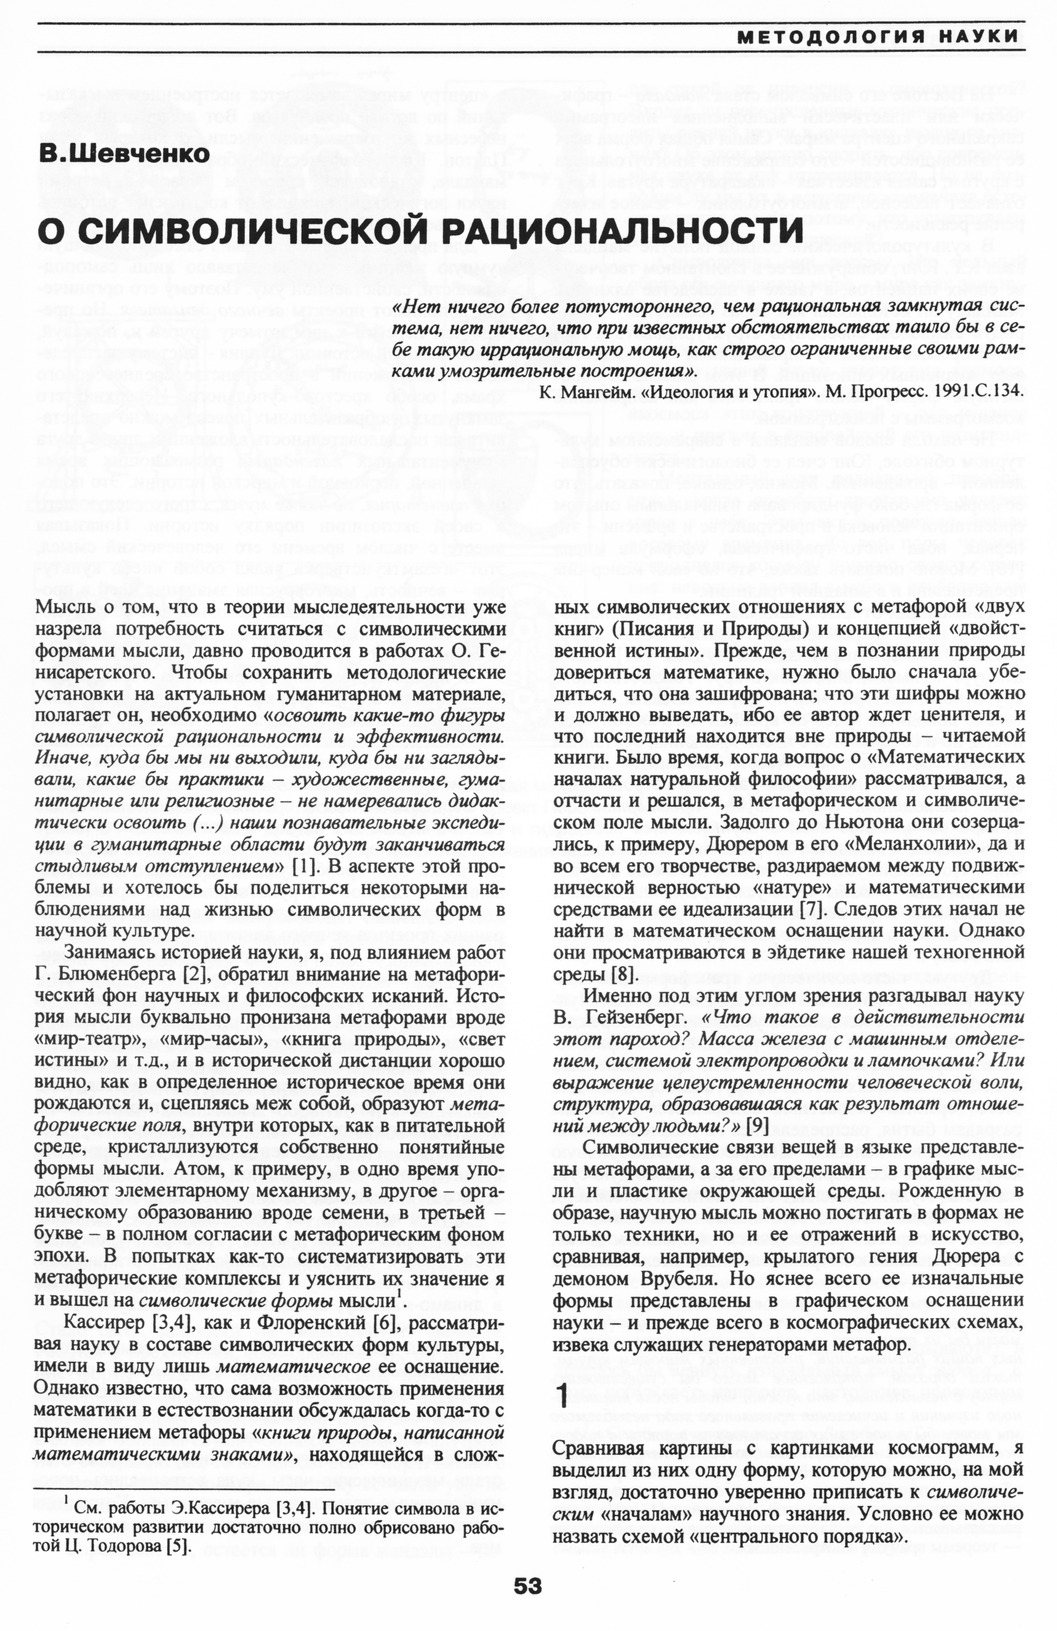 МЕТОДОЛОГИЯ НАУКИ
В.Шевченко
О СИМВОЛИЧЕСКОЙ РАЦИОНАЛЬНОСТИ
«Нет ничего более потустороннего, чем рациональная замкнутая сис-
тема, нет ничего, что при известных обстоятельствах таило бы в се-
бе такую иррациональную мощь, как строго ограниченные своими рам-
ками умозрительные построения».
К. Мангейм. «Идеология и утопия». М. Прогресс. 1991.С.134.
Мысль о том, что в теории мыследеятельности уже
назрела потребность считаться с символическими
формами мысли, давно проводится в работах О. Ге-
нисаретского. Чтобы сохранить методологические
установки на актуальном гуманитарном материале,
полагает он, необходимо «освоить какие-то фигуры
символической рациональности и эффективности.
Иначе, куда бы мы ни выходили, куда бы ни загляды-
вали, какие бы практики – художественные, гума-
нитарные или религиозные – не намеревались дидак-
тически освоить (...) наши познавательные экспеди-
ции в гуманитарные области будут заканчиваться
стыдливым отступлением» [1]. В аспекте этой про-
блемы и хотелось бы поделиться некоторыми на-
блюдениями над жизнью символических форм в
научной культуре.
Занимаясь историей науки, я, под влиянием работ
Г. Блюменберга [2], обратил внимание на метафори-
ческий фон научных и философских исканий. Исто-
рия мысли буквально пронизана метафорами вроде
«мир-театр», «мир-часы», «книга природы», «свет
истины» и т.д., и в исторической дистанции хорошо
видно, как в определенное историческое время они
рождаются и, сцепляясь меж собой, образуют мета-
форические поля, внутри которых, как в питательной
среде, кристаллизуются собственно понятийные
формы мысли. Атом, к примеру, в одно время упо-
добляют элементарному механизму, в другое – орга-
ническому образованию вроде семени, в третьей –
букве – в полном согласии с метафорическим фоном
эпохи. В попытках как-то систематизировать эти
метафорические комплексы и уяснить их значение я
и вышел на символические формы мысли¹.
Кассирер [3,4], как и Флоренский [6], рассматри-
вая науку в составе символических форм культуры,
имели в виду лишь математическое ее оснащение.
Однако известно, что сама возможность применения
математики в естествознании обсуждалась когда-то с
применением метафоры «книги природы, написанной
математическими знаками», находящейся в слож-
¹ См. работы Э.Кассирера [3,4]. Понятие символа в ис-
торическом развитии достаточно полно обрисовано рабо-
той Ц. Тодорова [5].
ных символических отношениях с метафорой «двух
книг» (Писания и Природы) и концепцией «двойст-
венной истины». Прежде, чем в познании природы
довериться математике, нужно было сначала убе-
диться, что она зашифрована; что эти шифры можно
и должно выведать, ибо ее автор ждет ценителя, и
что последний находится вне природы – читаемой
книги. Было время, когда вопрос о «Математических
началах натуральной философии» рассматривался, а
отчасти и решался, в метафорическом и символиче-
ском поле мысли. Задолго до Ньютона они созерца-
лись, к примеру, Дюрером в его «Меланхолии», да и
во всем его творчестве, раздираемом между подвиж-
нической верностью «натуре» и математическими
средствами ее идеализации [7]. Следов этих начал не
найти в математическом оснащении науки. Однако
они просматриваются в эйдетике нашей техногенной
среды [8].
Именно под этим углом зрения разгадывал науку
В. Гейзенберг. «Что такое в действительности
этот пароход? Масса железа с машинным отделе-
нием, системой электропроводки и лампочками? Или
выражение целеустремленности человеческой воли,
структура, образовавшаяся как результат отноше-
ний между людьми?» [9]
Символические связи вещей в языке представле-
ны метафорами, а за его пределами – в графике мыс-
ли и пластике окружающей среды. Рожденную в
образе, научную мысль можно постигать в формах не
только техники, но и ее отражений в искусство,
сравнивая, например, крылатого гения Дюрера с
демоном Врубеля. Но яснее всего ее изначальные
формы представлены в графическом оснащении
науки – и прежде всего в космографических схемах,
извека служащих генераторами метафор.
1
Сравнивая картины с картинками космограмм, я
выделил из них одну форму, которую можно, на мой
взгляд, достаточно уверенно приписать к символиче-
ским «началам» научного знания. Условно ее можно
назвать схемой «центрального порядка».
53